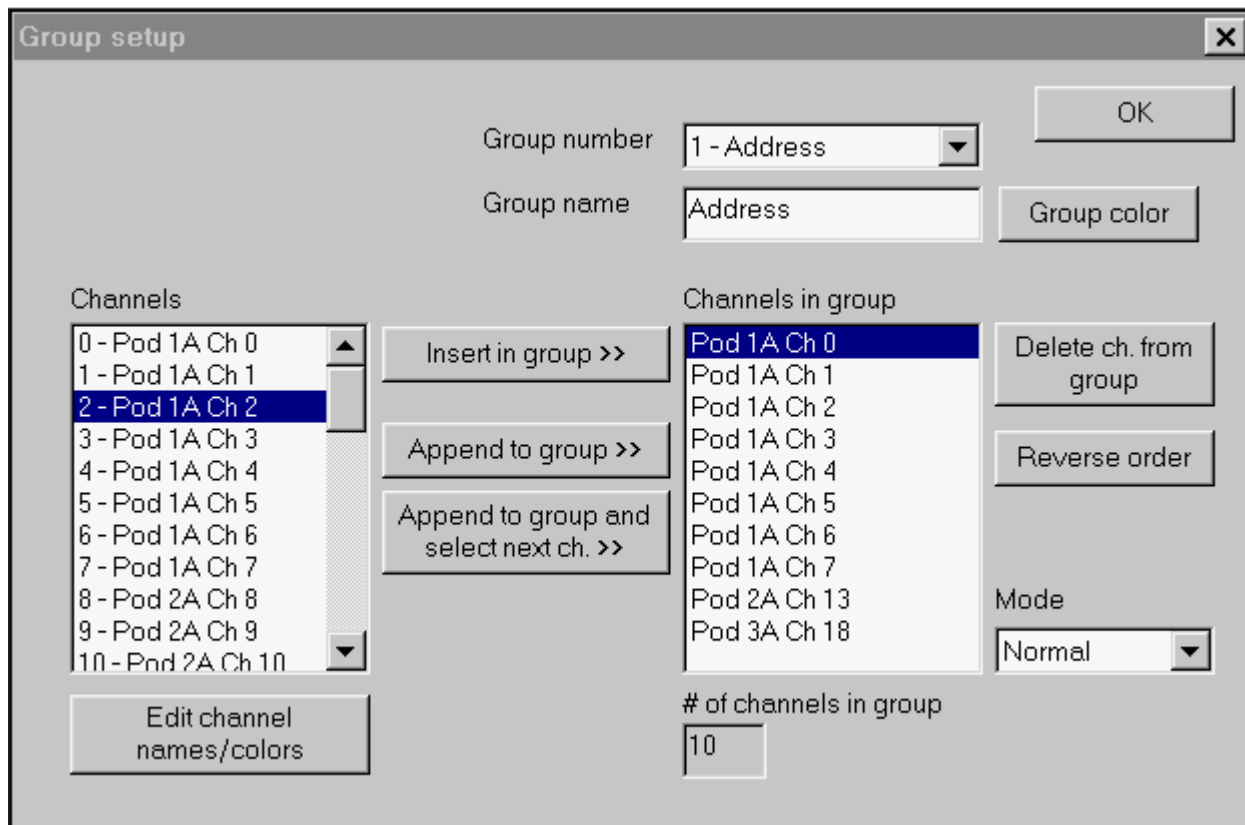 Group setup
OK
Group number
1 - Address
Group name
Address
Group color
Channels
0 - Pod 1A Ch 0
1 - Pod 1A Ch 1
2 - Pod 1A Ch 2
3 - Pod 1A Ch 3
4 - Pod 1A Ch 4
5 - Pod 1A Ch 5
6 - Pod 1A Ch 6
7 - Pod 1A Ch 7
8 - Pod 2A Ch 8
9 - Pod 2A Ch 9
10 - Pod 2A Ch 10
Edit channel
names/colors
Insert in group >>
Append to group >>
Append to group and
select next ch. >>
Channels in group
Pod 1A Ch 0
Pod 1A Ch 1
Pod 1A Ch 2
Pod 1A Ch 3
Pod 1A Ch 4
Pod 1A Ch 5
Pod 1A Ch 6
Pod 1A Ch 7
Pod 2A Ch 13
Pod 3A Ch 18
# of channels in group
10
Delete ch. from
group
Reverse order
Mode
Normal